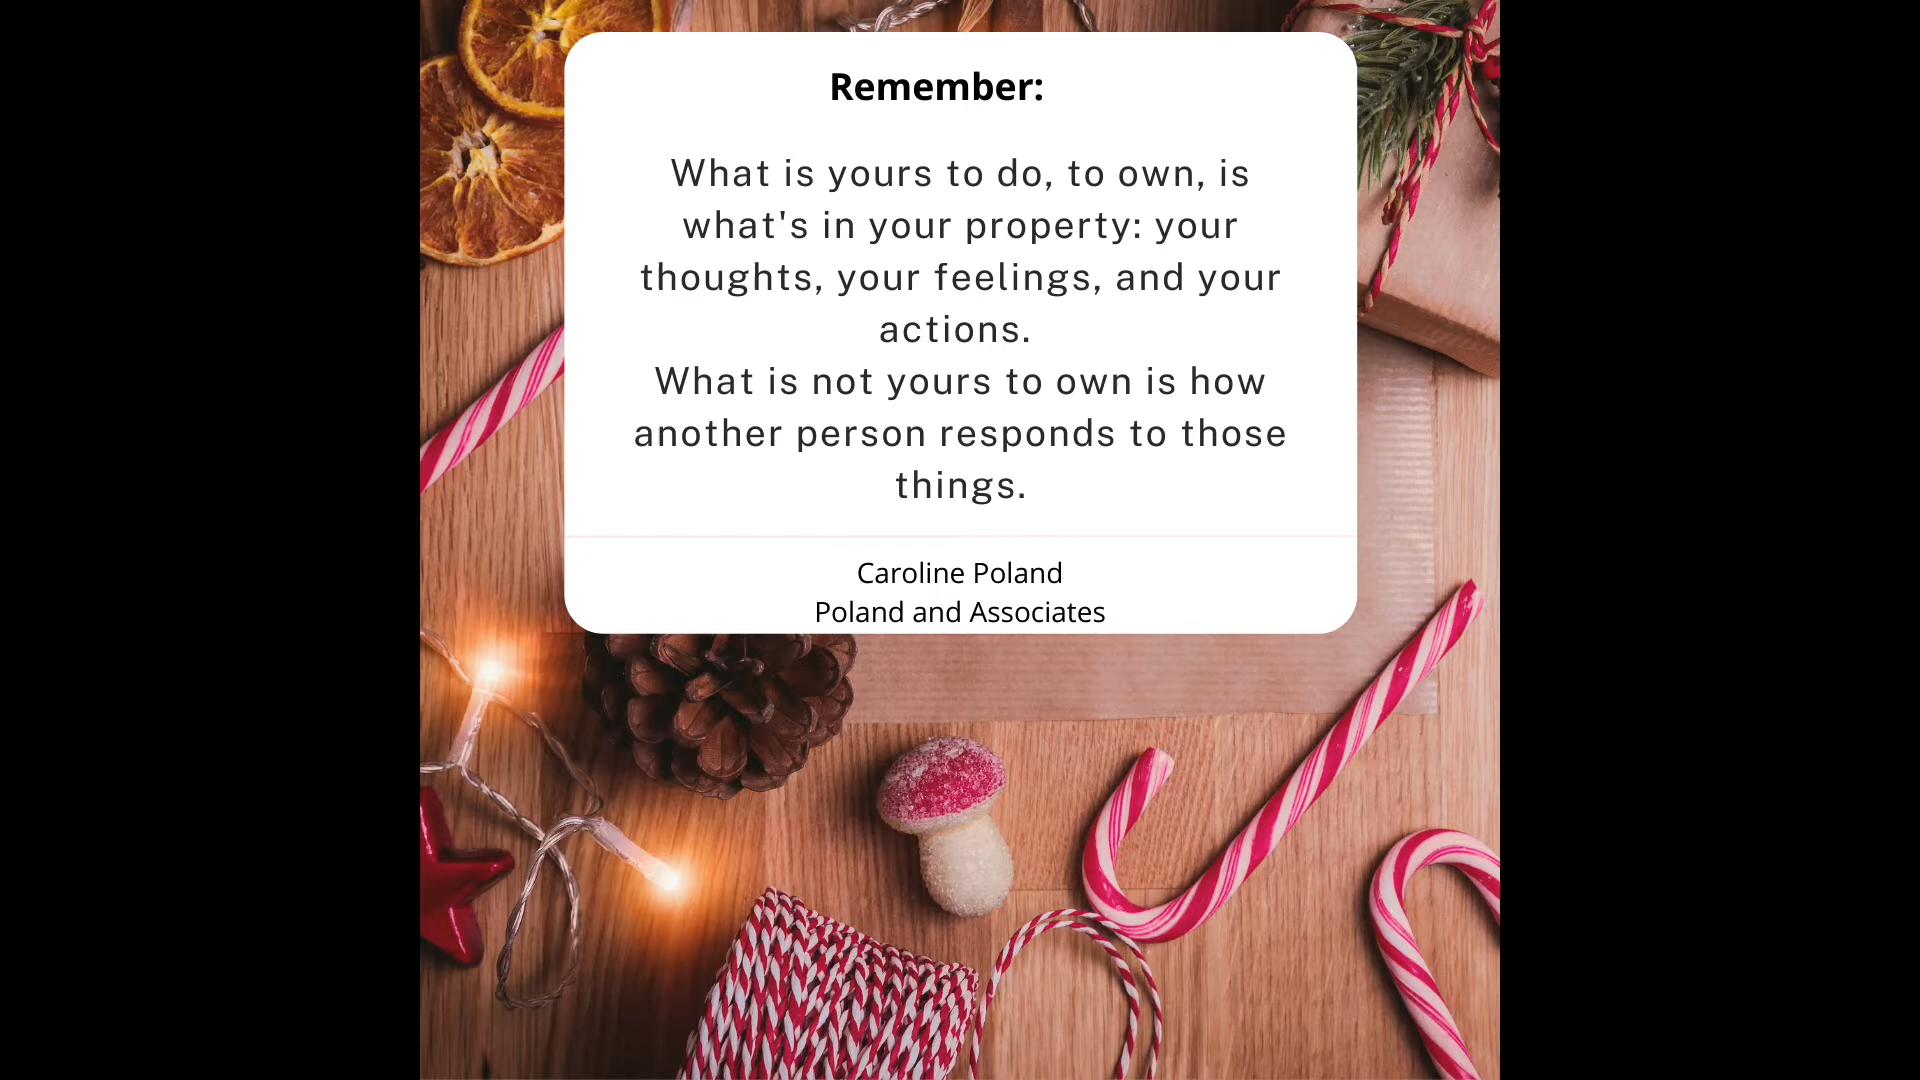 Remember:
What is yours to do, to own, is
what's in your property: your
thoughts, your feelings, and your
actions.
What is not yours to own is how
another person responds to those
things.
Caroline Poland
Poland and Associates